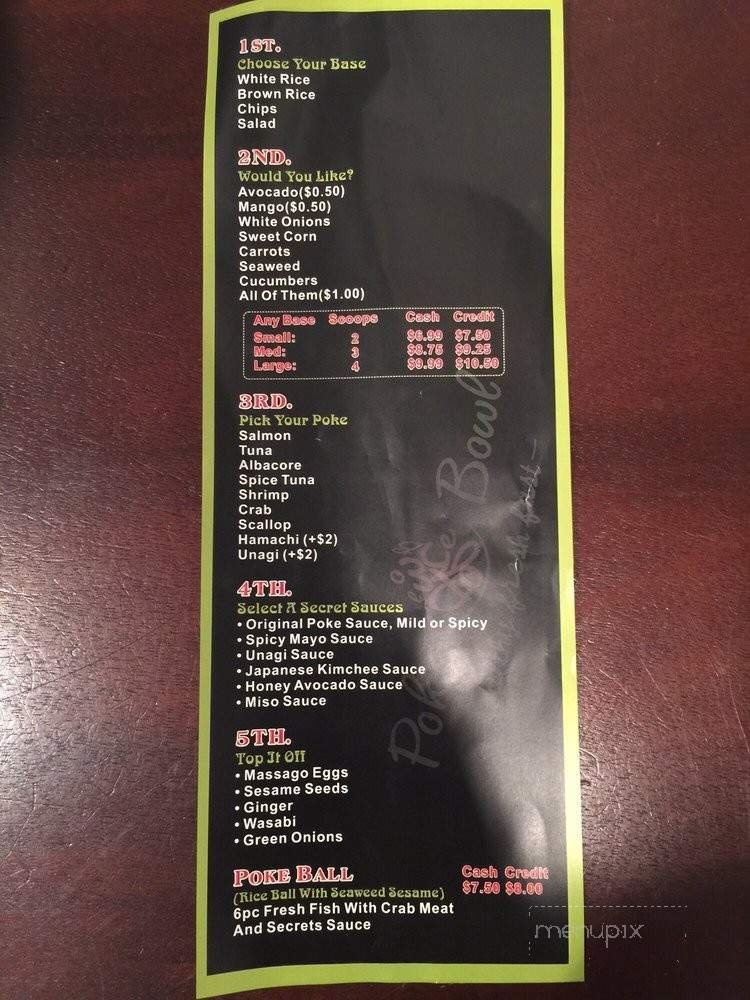 1ST.
Choose Your Base
White Rice
Brown Rice
Chips
Salad
2ND.
Would You Like?
Avocado($0.50)
Mango($0.50)
White Onions
Sweet Corn
Carrots
Seaweed
Cucumbers
All Of Them($1.00)
Any Base Scoops Cash Credit
Small: 2 $6.99 $7.50
Med: 3 $8.75 $9.25
Large: 4 $9.99 $10.50
3RD.
Pick Your Poke
Salmon
Tuna
Albacore
Spice Tuna
Shrimp
Crab
Scallop
Hamachi (+$2)
Unagi (+$2)
4TH.
Select A Secret Sauces
• Original Poke Sauce, Mild or Spicy
• Spicy Mayo Sauce
• Unagi Sauce
• Japanese Kimchee Sauce
• Honey Avocado Sauce
• Miso Sauce
5TH.
Top It Off
• Massago Eggs
• Sesame Seeds
• Ginger
• Wasabi
• Green Onions
POKE BALL Cash Credit
(Rice Ball With Seaweed Sesame) $7.50 $8.00
6pc Fresh Fish With Crab Meat
And Secrets Sauce
Bowl
menupix